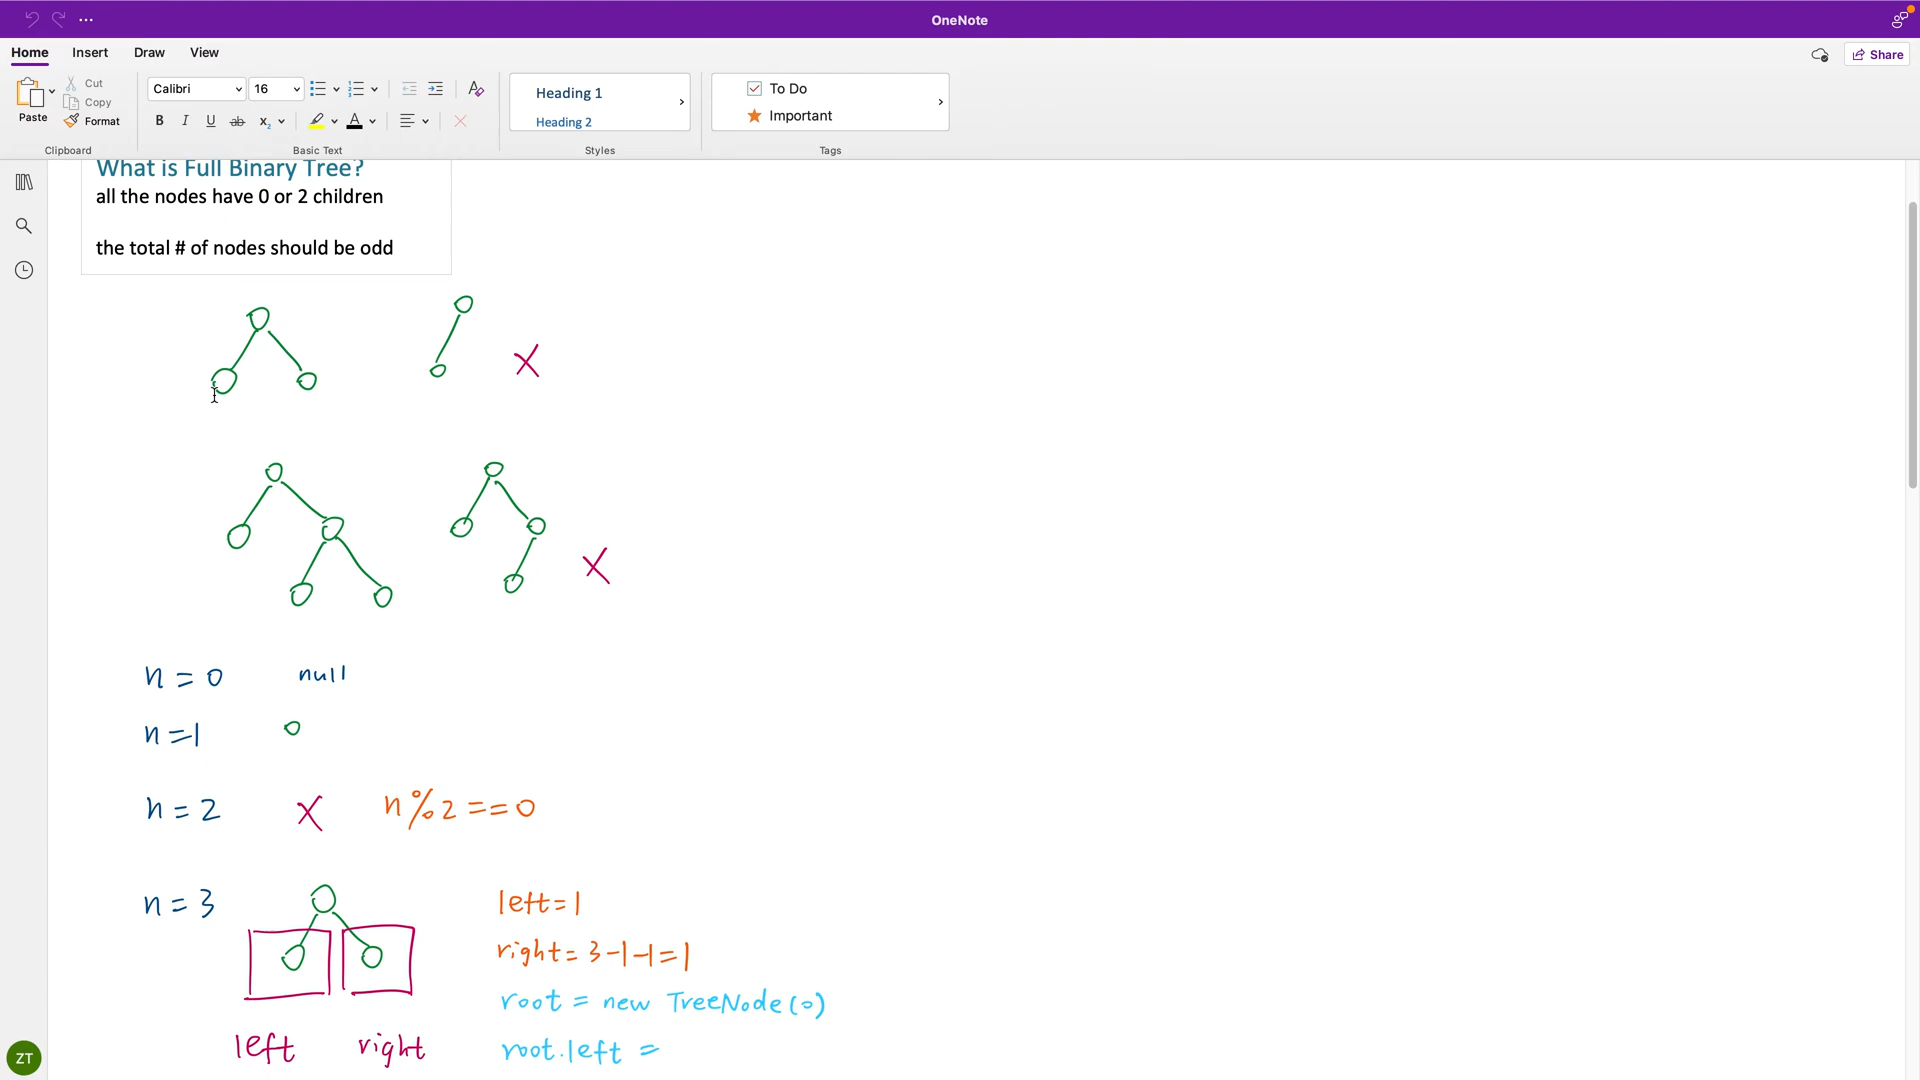 OneNote
Home Insert Draw View
Share
Paste
Cut
Copy
Format
Calibri 16
B I U ab x₂ A
Heading 1
Heading 2
To Do
Important
Clipboard Basic Text Styles Tags
What is Full Binary Tree?
all the nodes have 0 or 2 children
the total # of nodes should be odd
X
X
n = 0 null
n = 1
n = 2 X n % 2 == 0
n = 3
left = 1
right = 3-1-1=1
root = new TreeNode(0)
left right root.left =
ZT